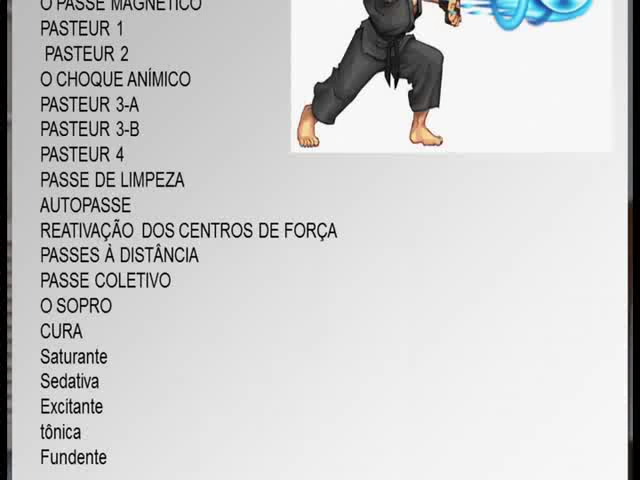 O PASSE MAGNÉTICO
PASTEUR 1
PASTEUR 2
O CHOQUE ANÍMICO
PASTEUR 3-A
PASTEUR 3-B
PASTEUR 4
PASSE DE LIMPEZA
AUTOPASSE
REATIVAÇÃO DOS CENTROS DE FORÇA
PASSES À DISTÂNCIA
PASSE COLETIVO
O SOPRO
CURA
Saturante
Sedativa
Excitante
tônica
Fundente